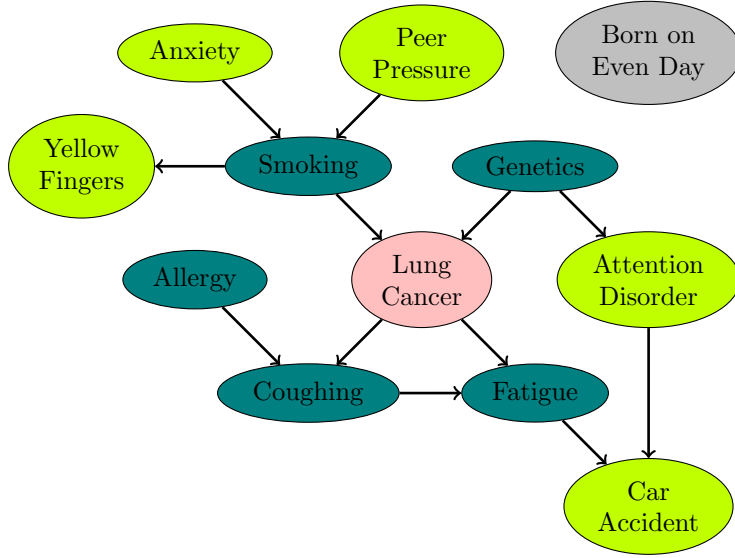 Anxiety
Peer
Pressure
Born on
Even Day
Yellow
Fingers
Smoking
Genetics
Allergy
Lung
Cancer
Attention
Disorder
Coughing
Fatigue
Car
Accident